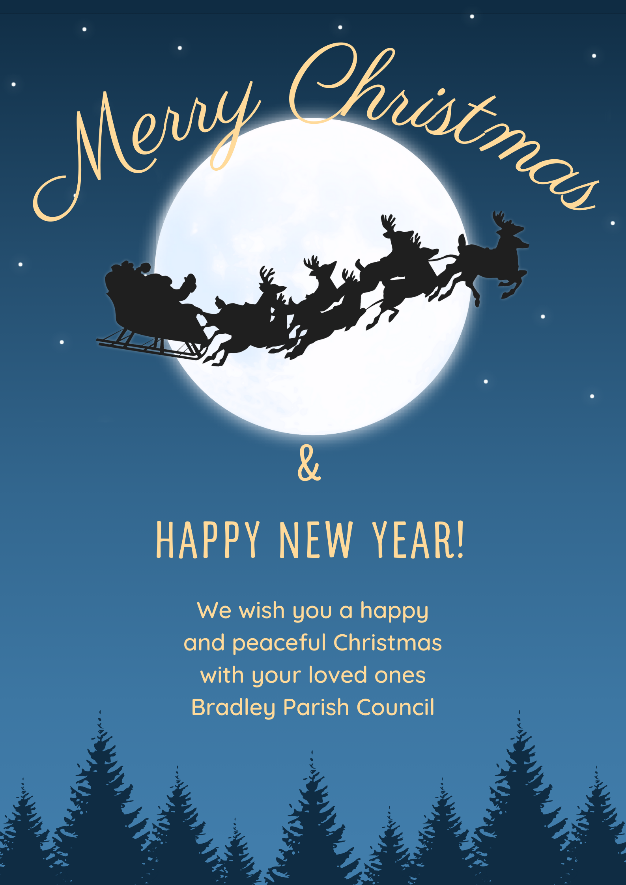 Merry Christmas
&
HAPPY NEW YEAR!
We wish you a happy
and peaceful Christmas
with your loved ones
Bradley Parish Council